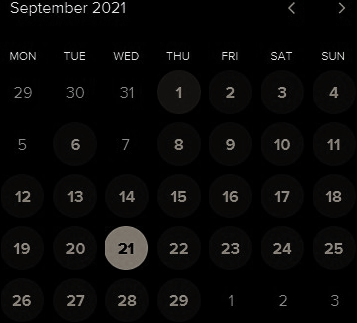 September 2021
MON TUE WED THU FRI SAT SUN
29 30 31 1 2 3 4
5 6 7 8 9 10 11
12 13 14 15 16 17 18
19 20 21 22 23 24 25
26 27 28 29 1 2 3